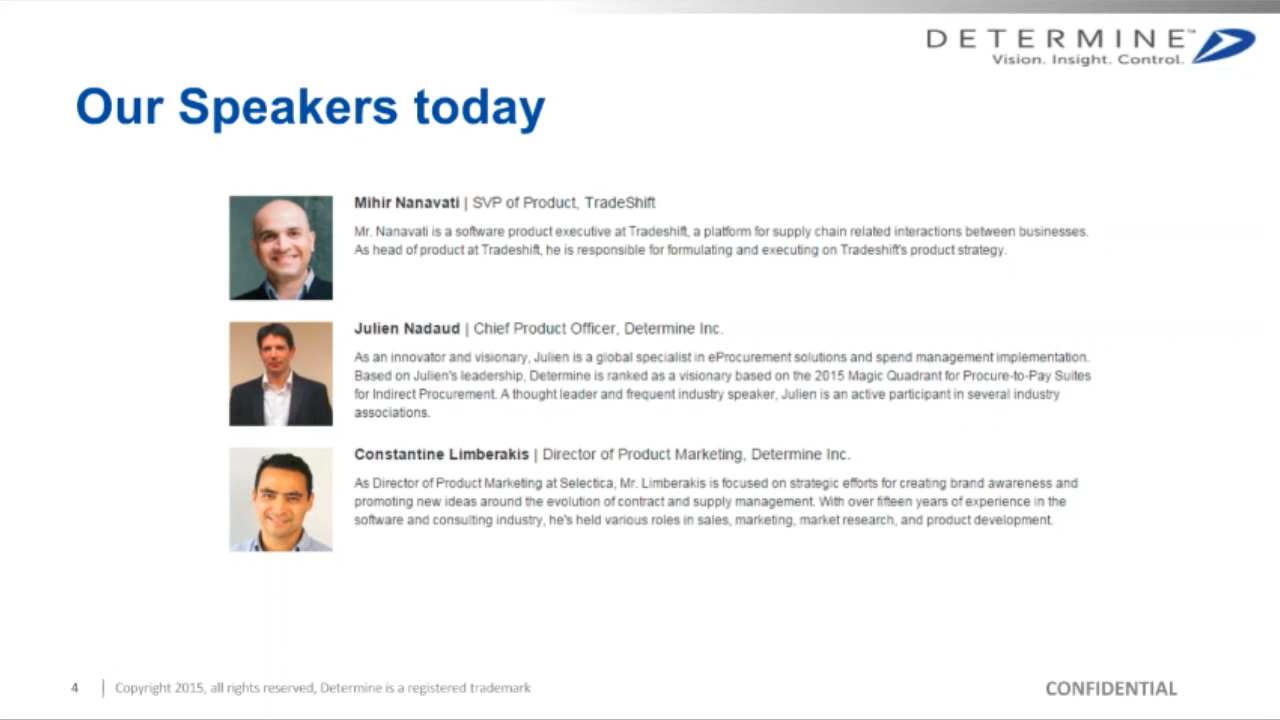 DETERMINE™
Vision. Insight. Control.
Our Speakers today
Mihir Nanavati | SVP of Product, TradeShift
Mr. Nanavati is a software product executive at Tradeshift, a platform for supply chain related interactions between businesses.
As head of product at Tradeshift, he is responsible for formulating and executing on Tradeshift's product strategy.
Julien Nadaud | Chief Product Officer, Determine Inc.
As an innovator and visionary, Julien is a global specialist in eProcurement solutions and spend management implementation.
Based on Julien's leadership, Determine is ranked as a visionary based on the 2015 Magic Quadrant for Procure-to-Pay Suites
for Indirect Procurement. A thought leader and frequent industry speaker, Julien is an active participant in several industry
associations.
Constantine Limberakis | Director of Product Marketing, Determine Inc.
As Director of Product Marketing at Selectica, Mr. Limberakis is focused on strategic efforts for creating brand awareness and
promoting new ideas around the evolution of contract and supply management. With over fifteen years of experience in the
software and consulting industry, he's held various roles in sales, marketing, market research, and product development.
4 | Copyright 2015, all rights reserved, Determine is a registered trademark
CONFIDENTIAL